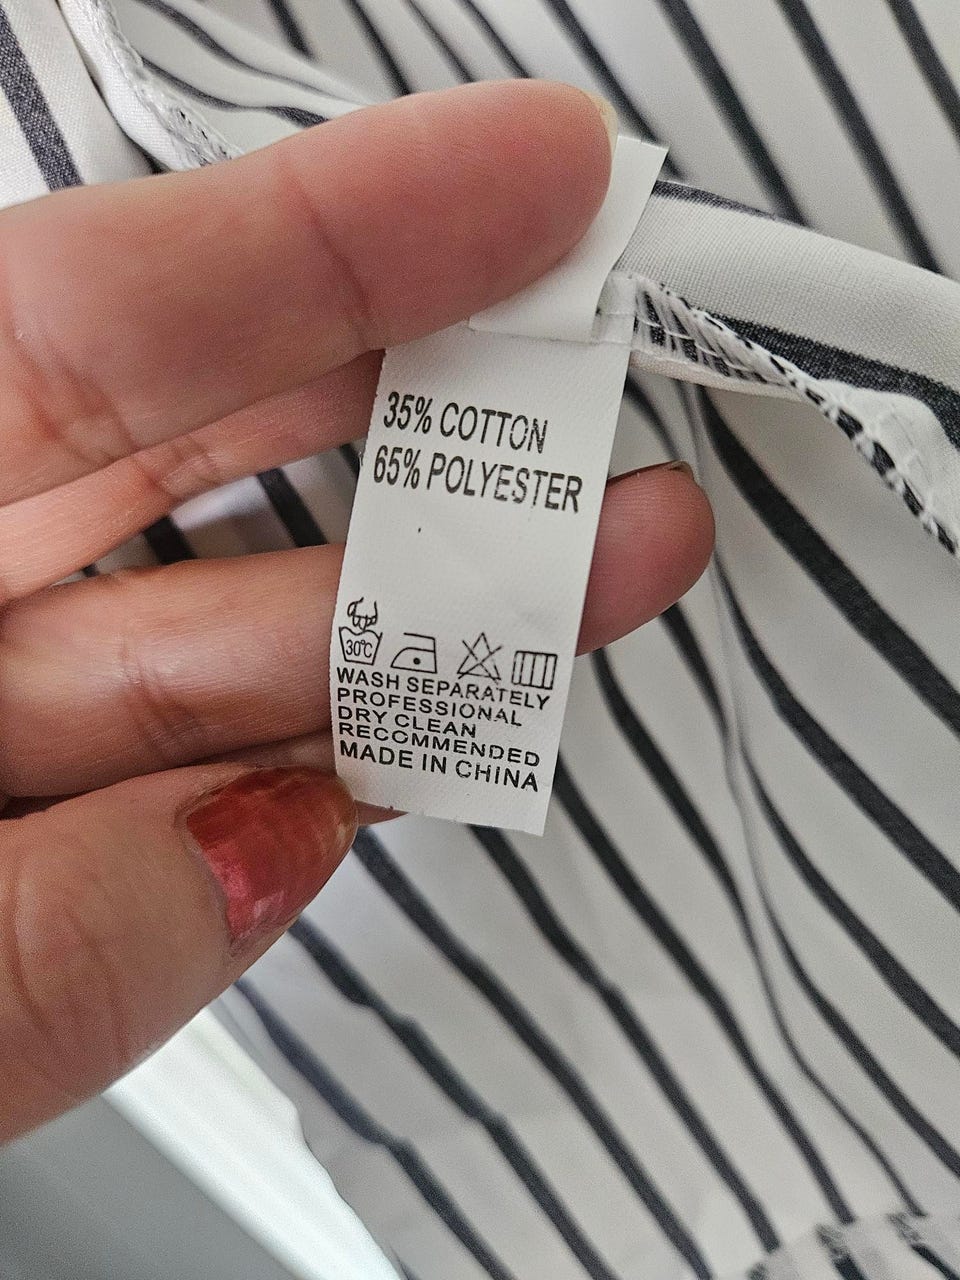 35% COTTON
65% POLYESTER
30°C
WASH SEPARATELY
PROFESSIONAL
DRY CLEAN
RECOMMENDED
MADE IN CHINA